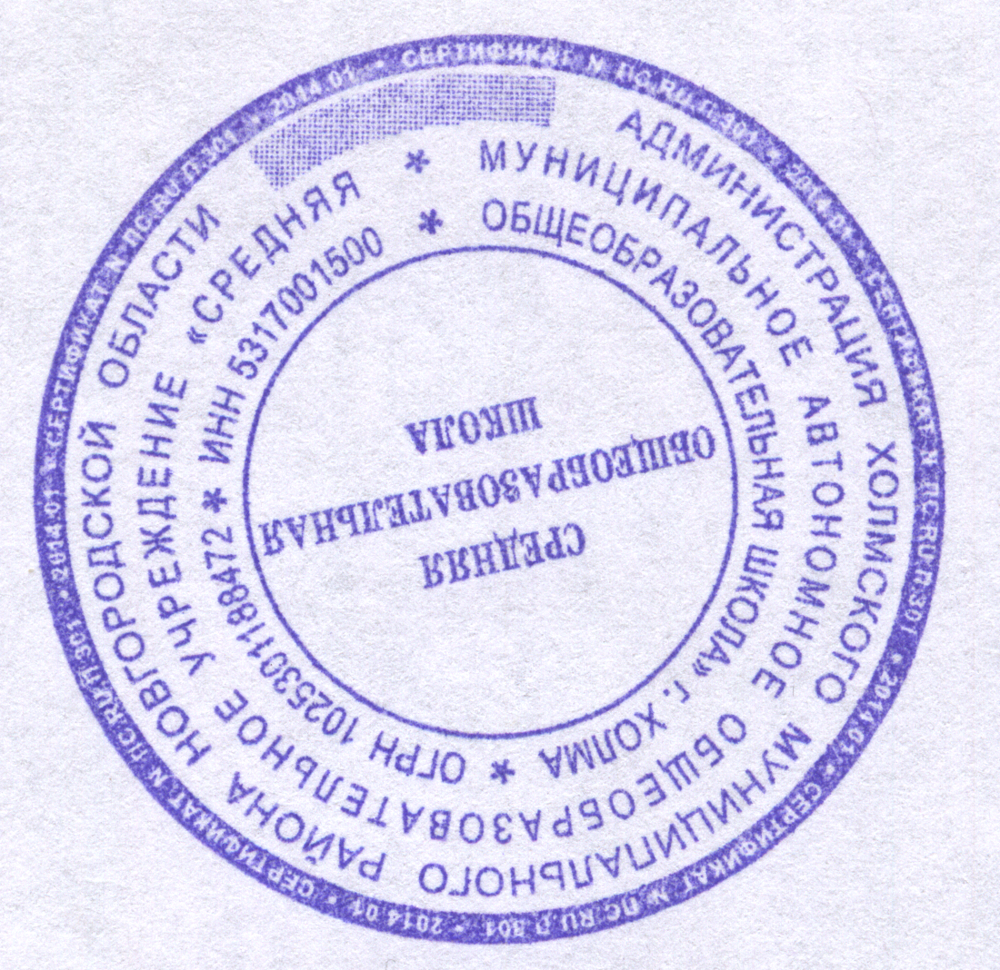 СЕРТИФИКАТ N ПС.RU.П.301 • 2014.01 • СЕРТИФИКАТ N ПС.RU.П.301 • 2014.01 • СЕРТИФИКАТ N ПС.RU.П.301 • 2014.01 • СЕРТИФИКАТ N ПС.RU.П.301 • 2014.01 • СЕРТИФИКАТ N ПС.RU.П.301 • 2014.01 •
АДМИНИСТРАЦИЯ ХОЛМСКОГО МУНИЦИПАЛЬНОГО РАЙОНА НОВГОРОДСКОЙ ОБЛАСТИ
* МУНИЦИПАЛЬНОЕ АВТОНОМНОЕ ОБЩЕОБРАЗОВАТЕЛЬНОЕ УЧРЕЖДЕНИЕ «СРЕДНЯЯ
* ОБЩЕОБРАЗОВАТЕЛЬНАЯ ШКОЛА» г. ХОЛМА * ОГРН 1025301188472 * ИНН 5317001500
СРЕДНЯЯ
ОБЩЕОБРАЗОВАТЕЛЬНАЯ
ШКОЛА